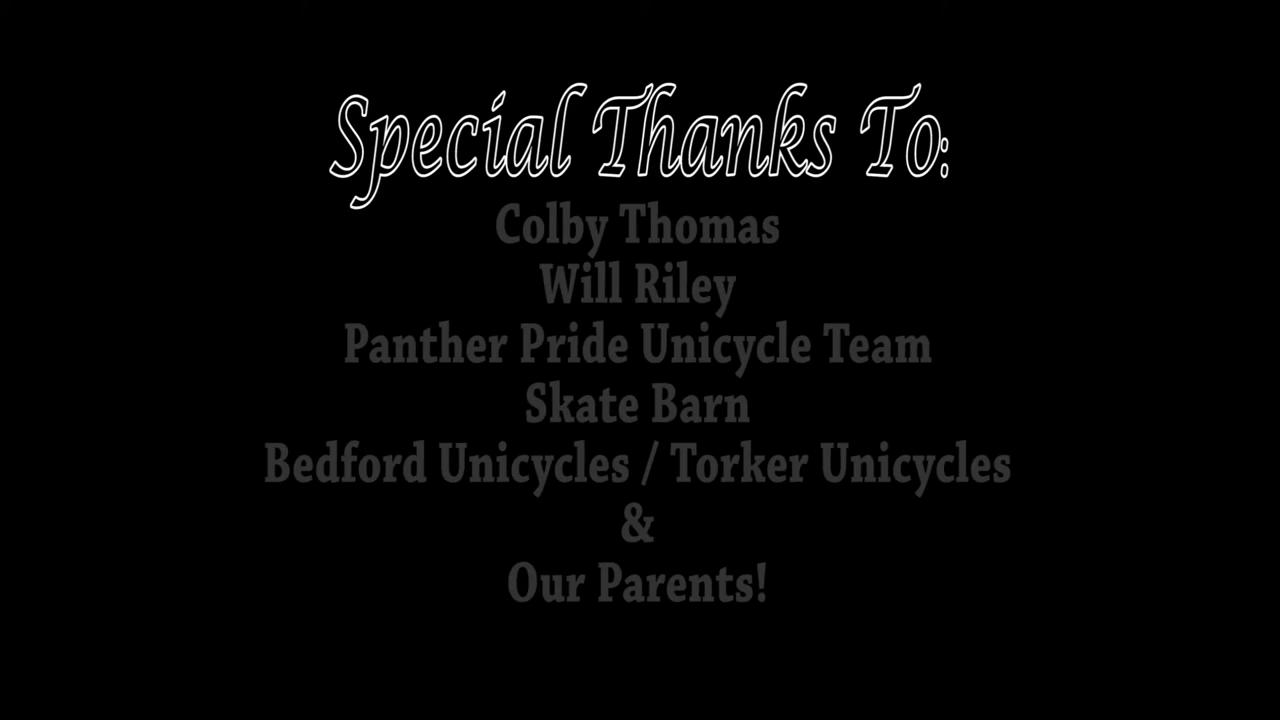 Special Thanks To:
Colby Thomas
Will Riley
Panther Pride Unicycle Team
Skate Barn
Bedford Unicycles / Torker Unicycles
&
Our Parents!